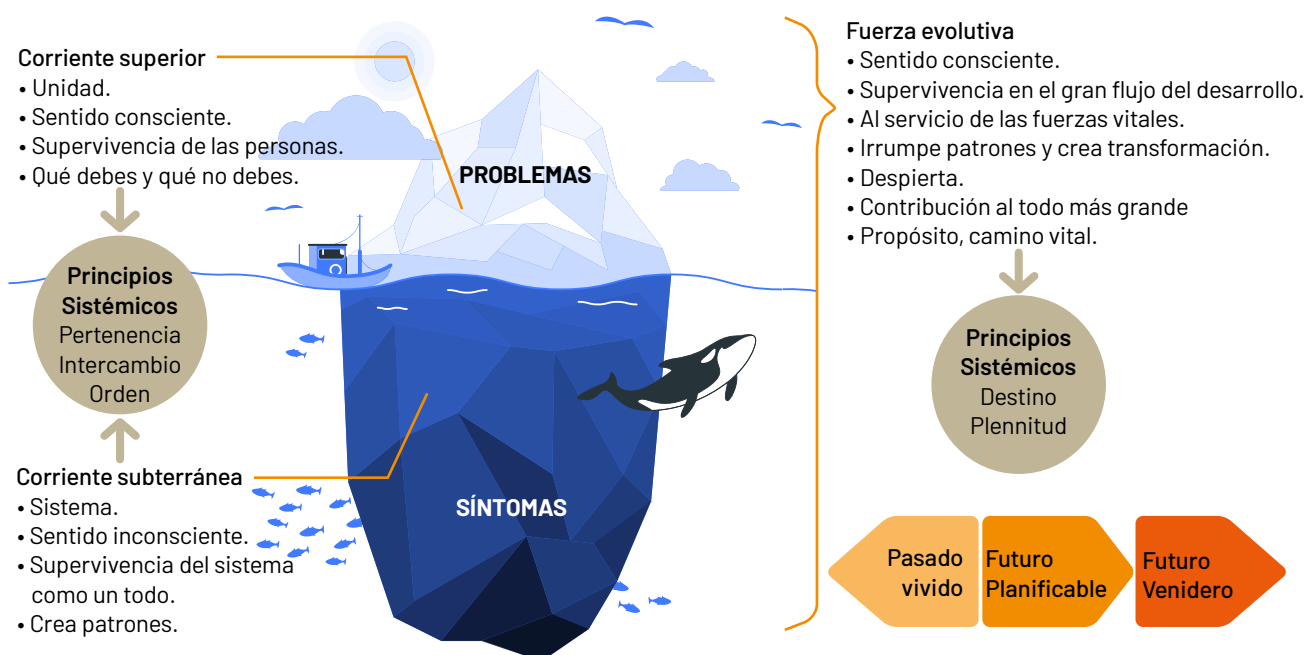 Corriente superior
• Unidad.
• Sentido consciente.
• Supervivencia de las personas.
• Qué debes y qué no debes.
Principios
Sistémicos
Pertenencia
Intercambio
Orden
Corriente subterránea
• Sistema.
• Sentido inconsciente.
• Supervivencia del sistema
como un todo.
• Crea patrones.
PROBLEMAS
SÍNTOMAS
Fuerza evolutiva
• Sentido consciente.
• Supervivencia en el gran flujo del desarrollo.
• Al servicio de las fuerzas vitales.
• Irrumpe patrones y crea transformación.
• Despierta.
• Contribución al todo más grande
• Propósito, camino vital.
Principios
Sistémicos
Destino
Plennitud
Pasado
vivido
Futuro
Planificable
Futuro
Venidero